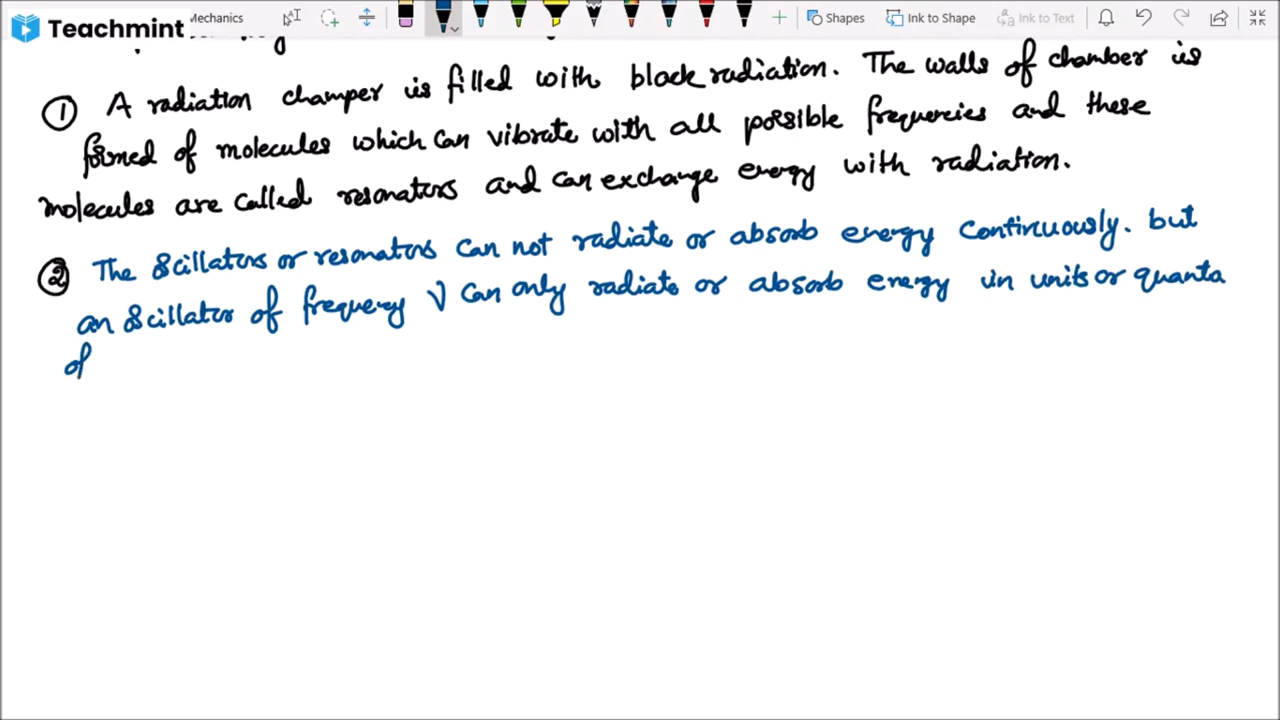 Teachmint
Mechanics
Shapes
Ink to Shape
Ink to Text
① A radiation champer is filled with black radiation. The walls of chamber is
formed of molecules which can vibrate with all possible frequencies and these
molecules are called resonators and can exchange energy with radiation.
② The oscillators or resonators can not radiate or absorb energy continuously. but
an oscillator of frequency ν can only radiate or absorb energy in units or quanta
of